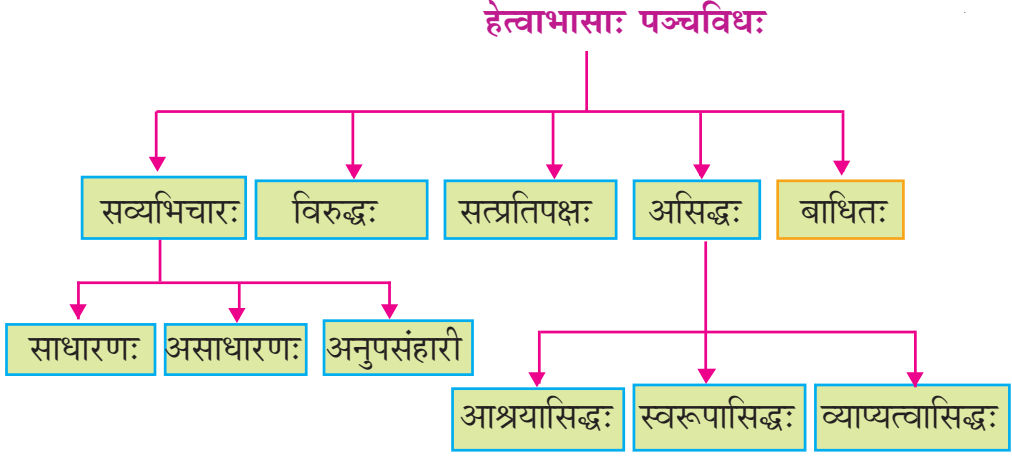 हेत्वाभासाः पञ्चविधः
सव्यभिचारः विरुद्धः सत्प्रतिपक्षः असिद्धः बाधितः
साधारणः असाधारणः अनुपसंहारी
आश्रयासिद्धः स्वरूपासिद्धः व्याप्यत्वासिद्धः